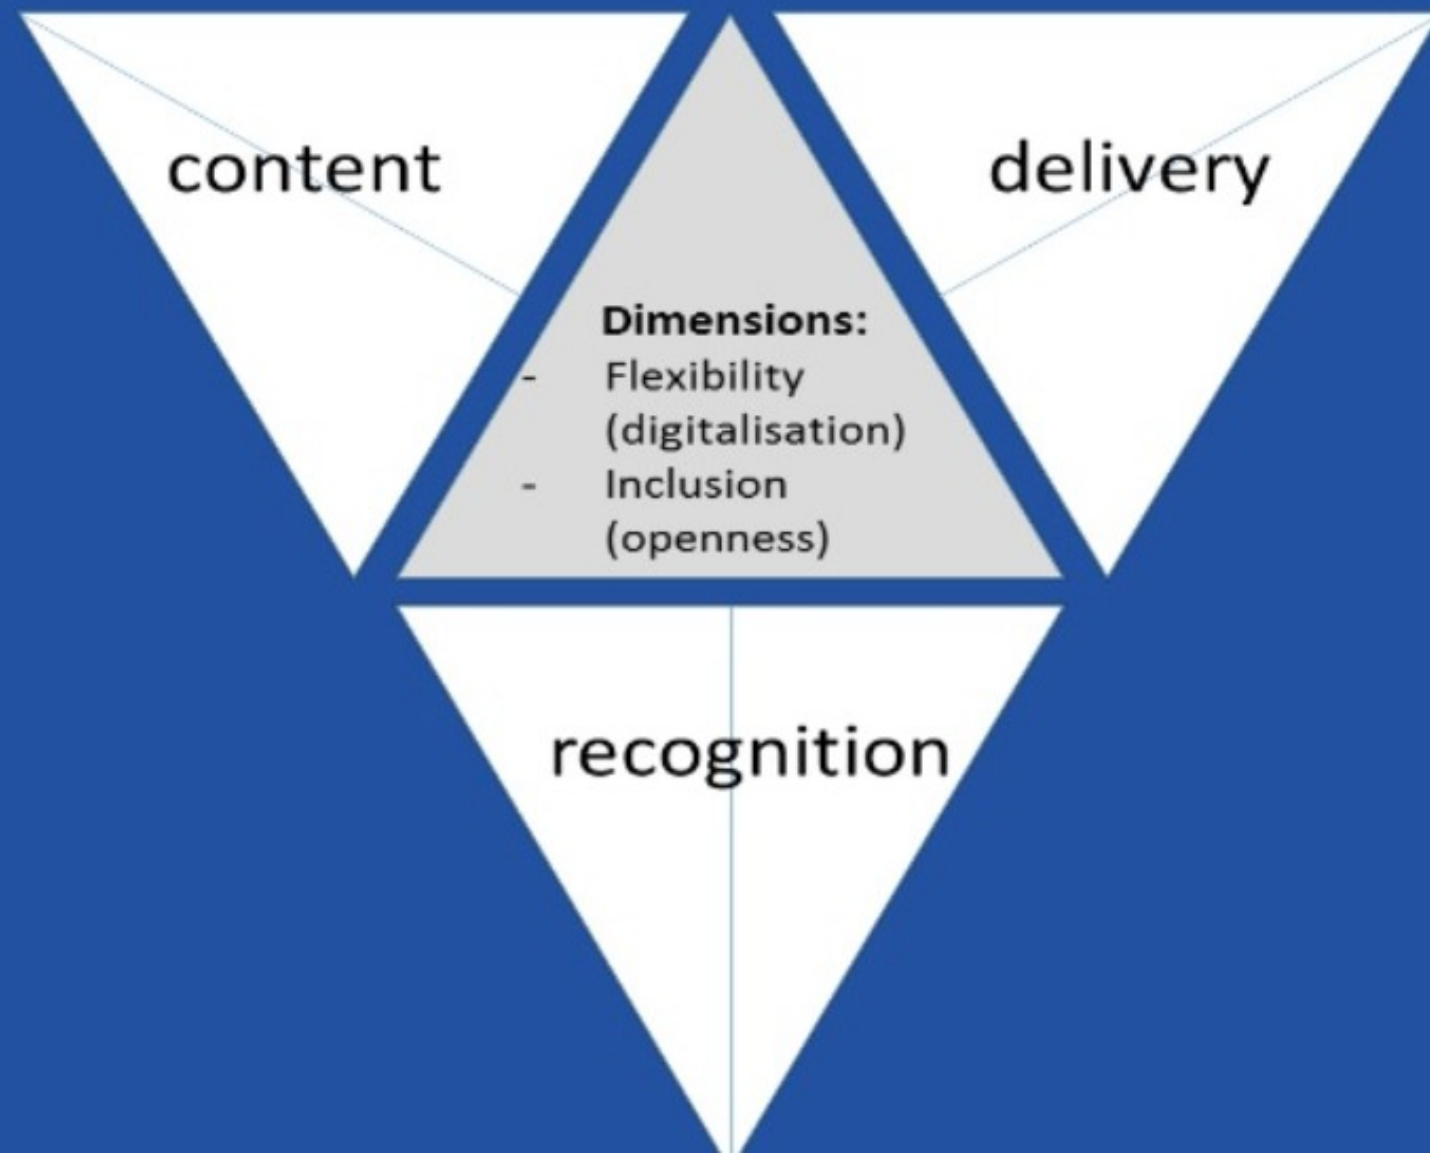 content
delivery
Dimensions:
- Flexibility
(digitalisation)
- Inclusion
(openness)
recognition